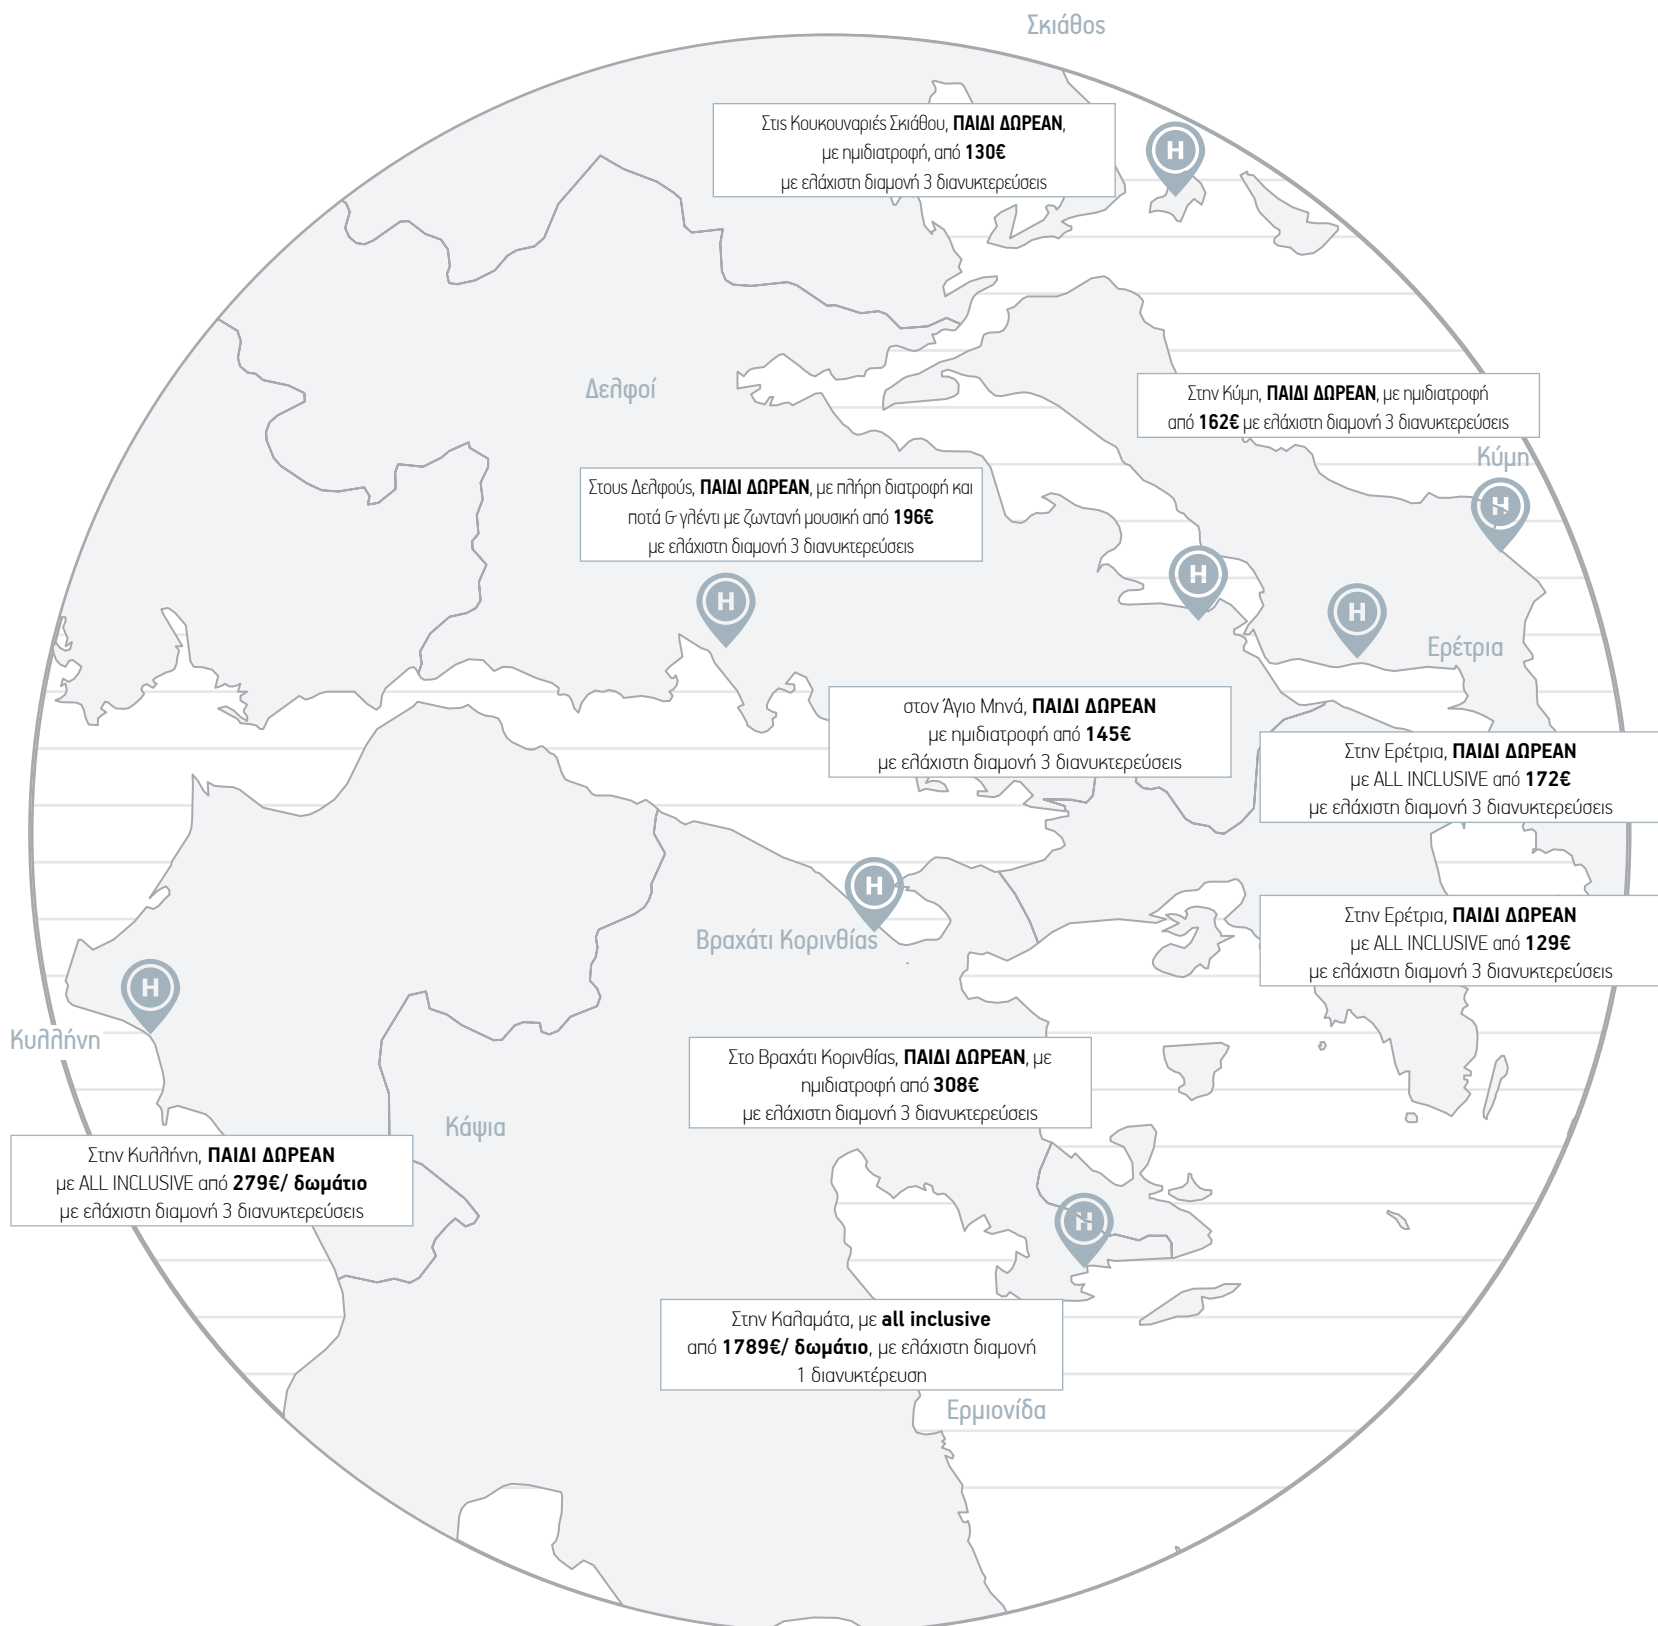 Σκιάθος
Στις Κουκουναριές Σκιάθου, ΠΑΙΔΙ ΔΩΡΕΑΝ,
με ημιδιατροφή, από 130€
με ελάχιστη διαμονή 3 διανυκτερεύσεις
H
Δελφοί
Στην Κύμη, ΠΑΙΔΙ ΔΩΡΕΑΝ, με ημιδιατροφή
από 162€ με ελάχιστη διαμονή 3 διανυκτερεύσεις
Κύμη
H
Στους Δελφούς, ΠΑΙΔΙ ΔΩΡΕΑΝ, με πλήρη διατροφή και
ποτά & γλέντι με ζωντανή μουσική από 196€
με ελάχιστη διαμονή 3 διανυκτερεύσεις
H
H
H
Ερέτρια
στον Άγιο Μηνά, ΠΑΙΔΙ ΔΩΡΕΑΝ
με ημιδιατροφή από 145€
με ελάχιστη διαμονή 3 διανυκτερεύσεις
Στην Ερέτρια, ΠΑΙΔΙ ΔΩΡΕΑΝ
με ALL INCLUSIVE από 172€
με ελάχιστη διαμονή 3 διανυκτερεύσεις
H
Βραχάτι Κορινθίας
Στην Ερέτρια, ΠΑΙΔΙ ΔΩΡΕΑΝ
με ALL INCLUSIVE από 129€
με ελάχιστη διαμονή 3 διανυκτερεύσεις
H
Κυλλήνη
Στο Βραχάτι Κορινθίας, ΠΑΙΔΙ ΔΩΡΕΑΝ, με
ημιδιατροφή από 308€
με ελάχιστη διαμονή 3 διανυκτερεύσεις
Κάψια
Στην Κυλλήνη, ΠΑΙΔΙ ΔΩΡΕΑΝ
με ALL INCLUSIVE από 279€/ δωμάτιο
με ελάχιστη διαμονή 3 διανυκτερεύσεις
H
Στην Καλαμάτα, με all inclusive
από 1789€/ δωμάτιο, με ελάχιστη διαμονή
1 διανυκτέρευση
Ερμιονίδα